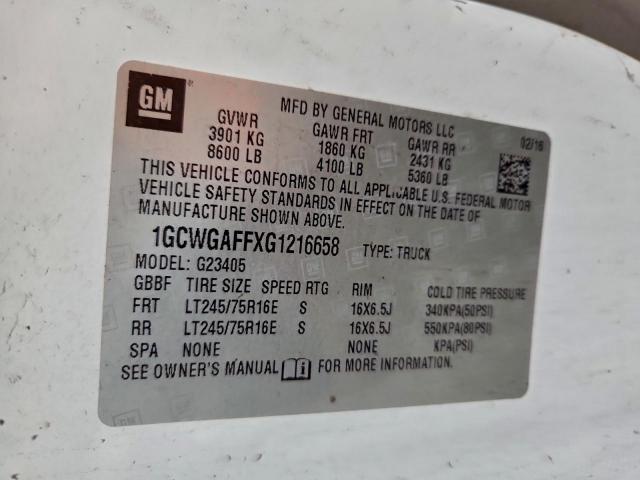 GM
MFD BY GENERAL MOTORS LLC
02/16
GVWR GAWR FRT GAWR RR
3901 KG 1860 KG 2431 KG
8600 LB 4100 LB 5360 LB
THIS VEHICLE CONFORMS TO ALL APPLICABLE U.S. FEDERAL MOTOR
VEHICLE SAFETY STANDARDS IN EFFECT ON THE DATE OF
MANUFACTURE SHOWN ABOVE.
1GCWGAFFXG1216658 TYPE: TRUCK
MODEL: G23405
GBBF TIRE SIZE SPEED RTG RIM COLD TIRE PRESSURE
FRT LT245/75R16E S 16X6.5J 340KPA(50PSI)
RR LT245/75R16E S 16X6.5J 550KPA(80PSI)
SPA NONE NONE KPA(PSI)
SEE OWNER'S MANUAL FOR MORE INFORMATION.